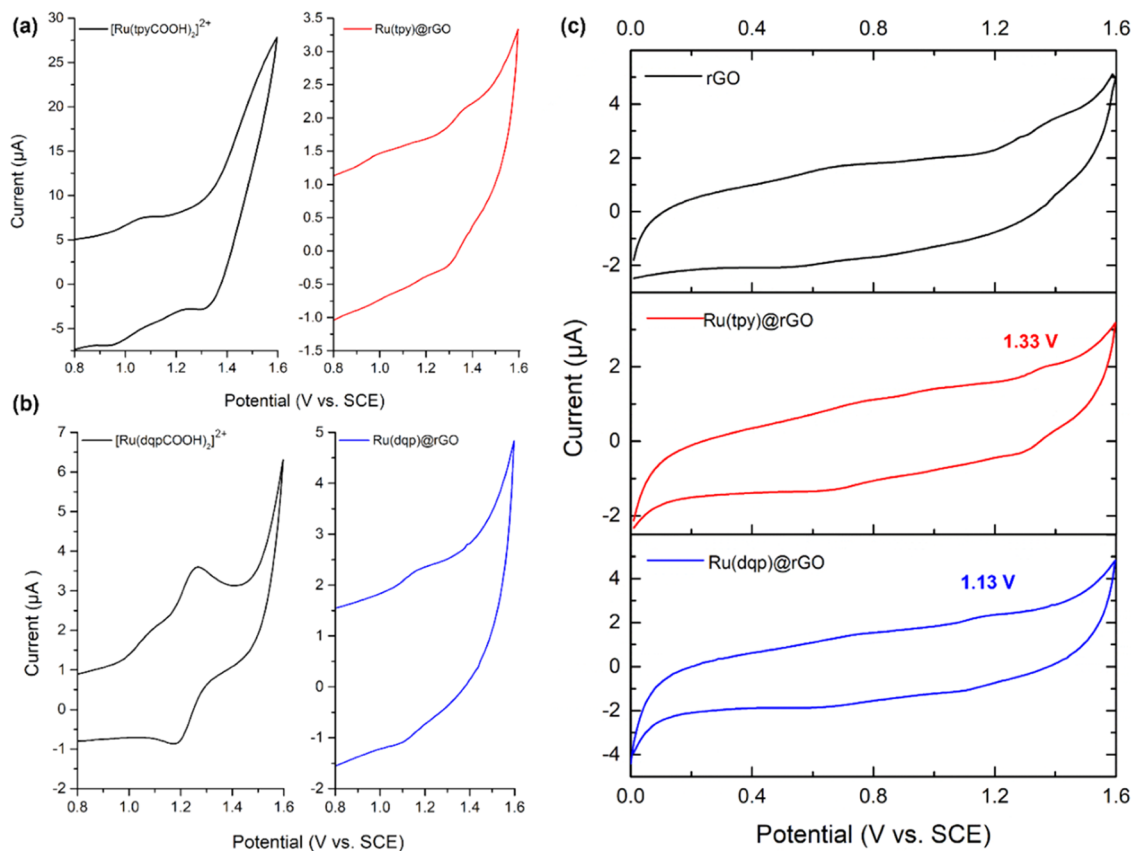 (a)
[Ru(tpyCOOH)₂]²⁺
30
25
20
15
10
5
0
-5
0.8 1.0 1.2 1.4 1.6
Current (µA)
Ru(tpy)@rGO
3.5
3.0
2.5
2.0
1.5
1.0
0.5
0.0
-0.5
-1.0
-1.5
0.8 1.0 1.2 1.4 1.6
Potential (V vs. SCE)
(b)
[Ru(dqpCOOH)₂]²⁺
7
6
5
4
3
2
1
0
-1
-2
0.8 1.0 1.2 1.4 1.6
Current (µA)
Ru(dqp)@rGO
5
4
3
2
1
0
-1
-2
0.8 1.0 1.2 1.4 1.6
Potential (V vs. SCE)
(c)
0.0 0.4 0.8 1.2 1.6
rGO
4
2
0
-2
Ru(tpy)@rGO
1.33 V
2
0
-2
Ru(dqp)@rGO
1.13 V
4
2
0
-2
-4
0.0 0.4 0.8 1.2 1.6
Current (µA)
Potential (V vs. SCE)